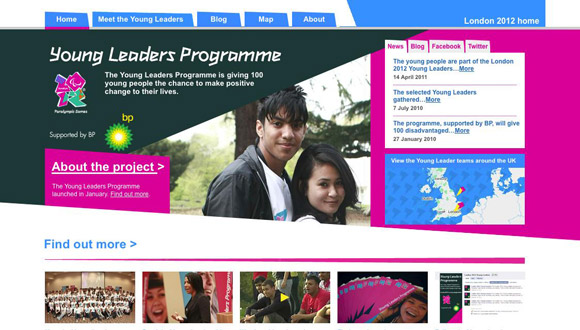 Home
Meet the Young Leaders
Blog
Map
About
London 2012 home
Young Leaders Programme
The Young Leaders Programme is giving 100
young people the chance to make positive
change to their lives.
Paralympic Games
Supported by BP
bp
About the project >
The Young Leaders Programme
launched in January. Find out more.
News
Blog
Facebook
Twitter
The young people are part of the London
2012 Young Leaders…More
14 April 2011
The selected Young Leaders
gathered…More
7 July 2010
The programme, supported by BP, will give
100 disadvantaged…More
27 January 2010
View the Young Leader teams around the UK
Find out more >
Young Leaders
Programme